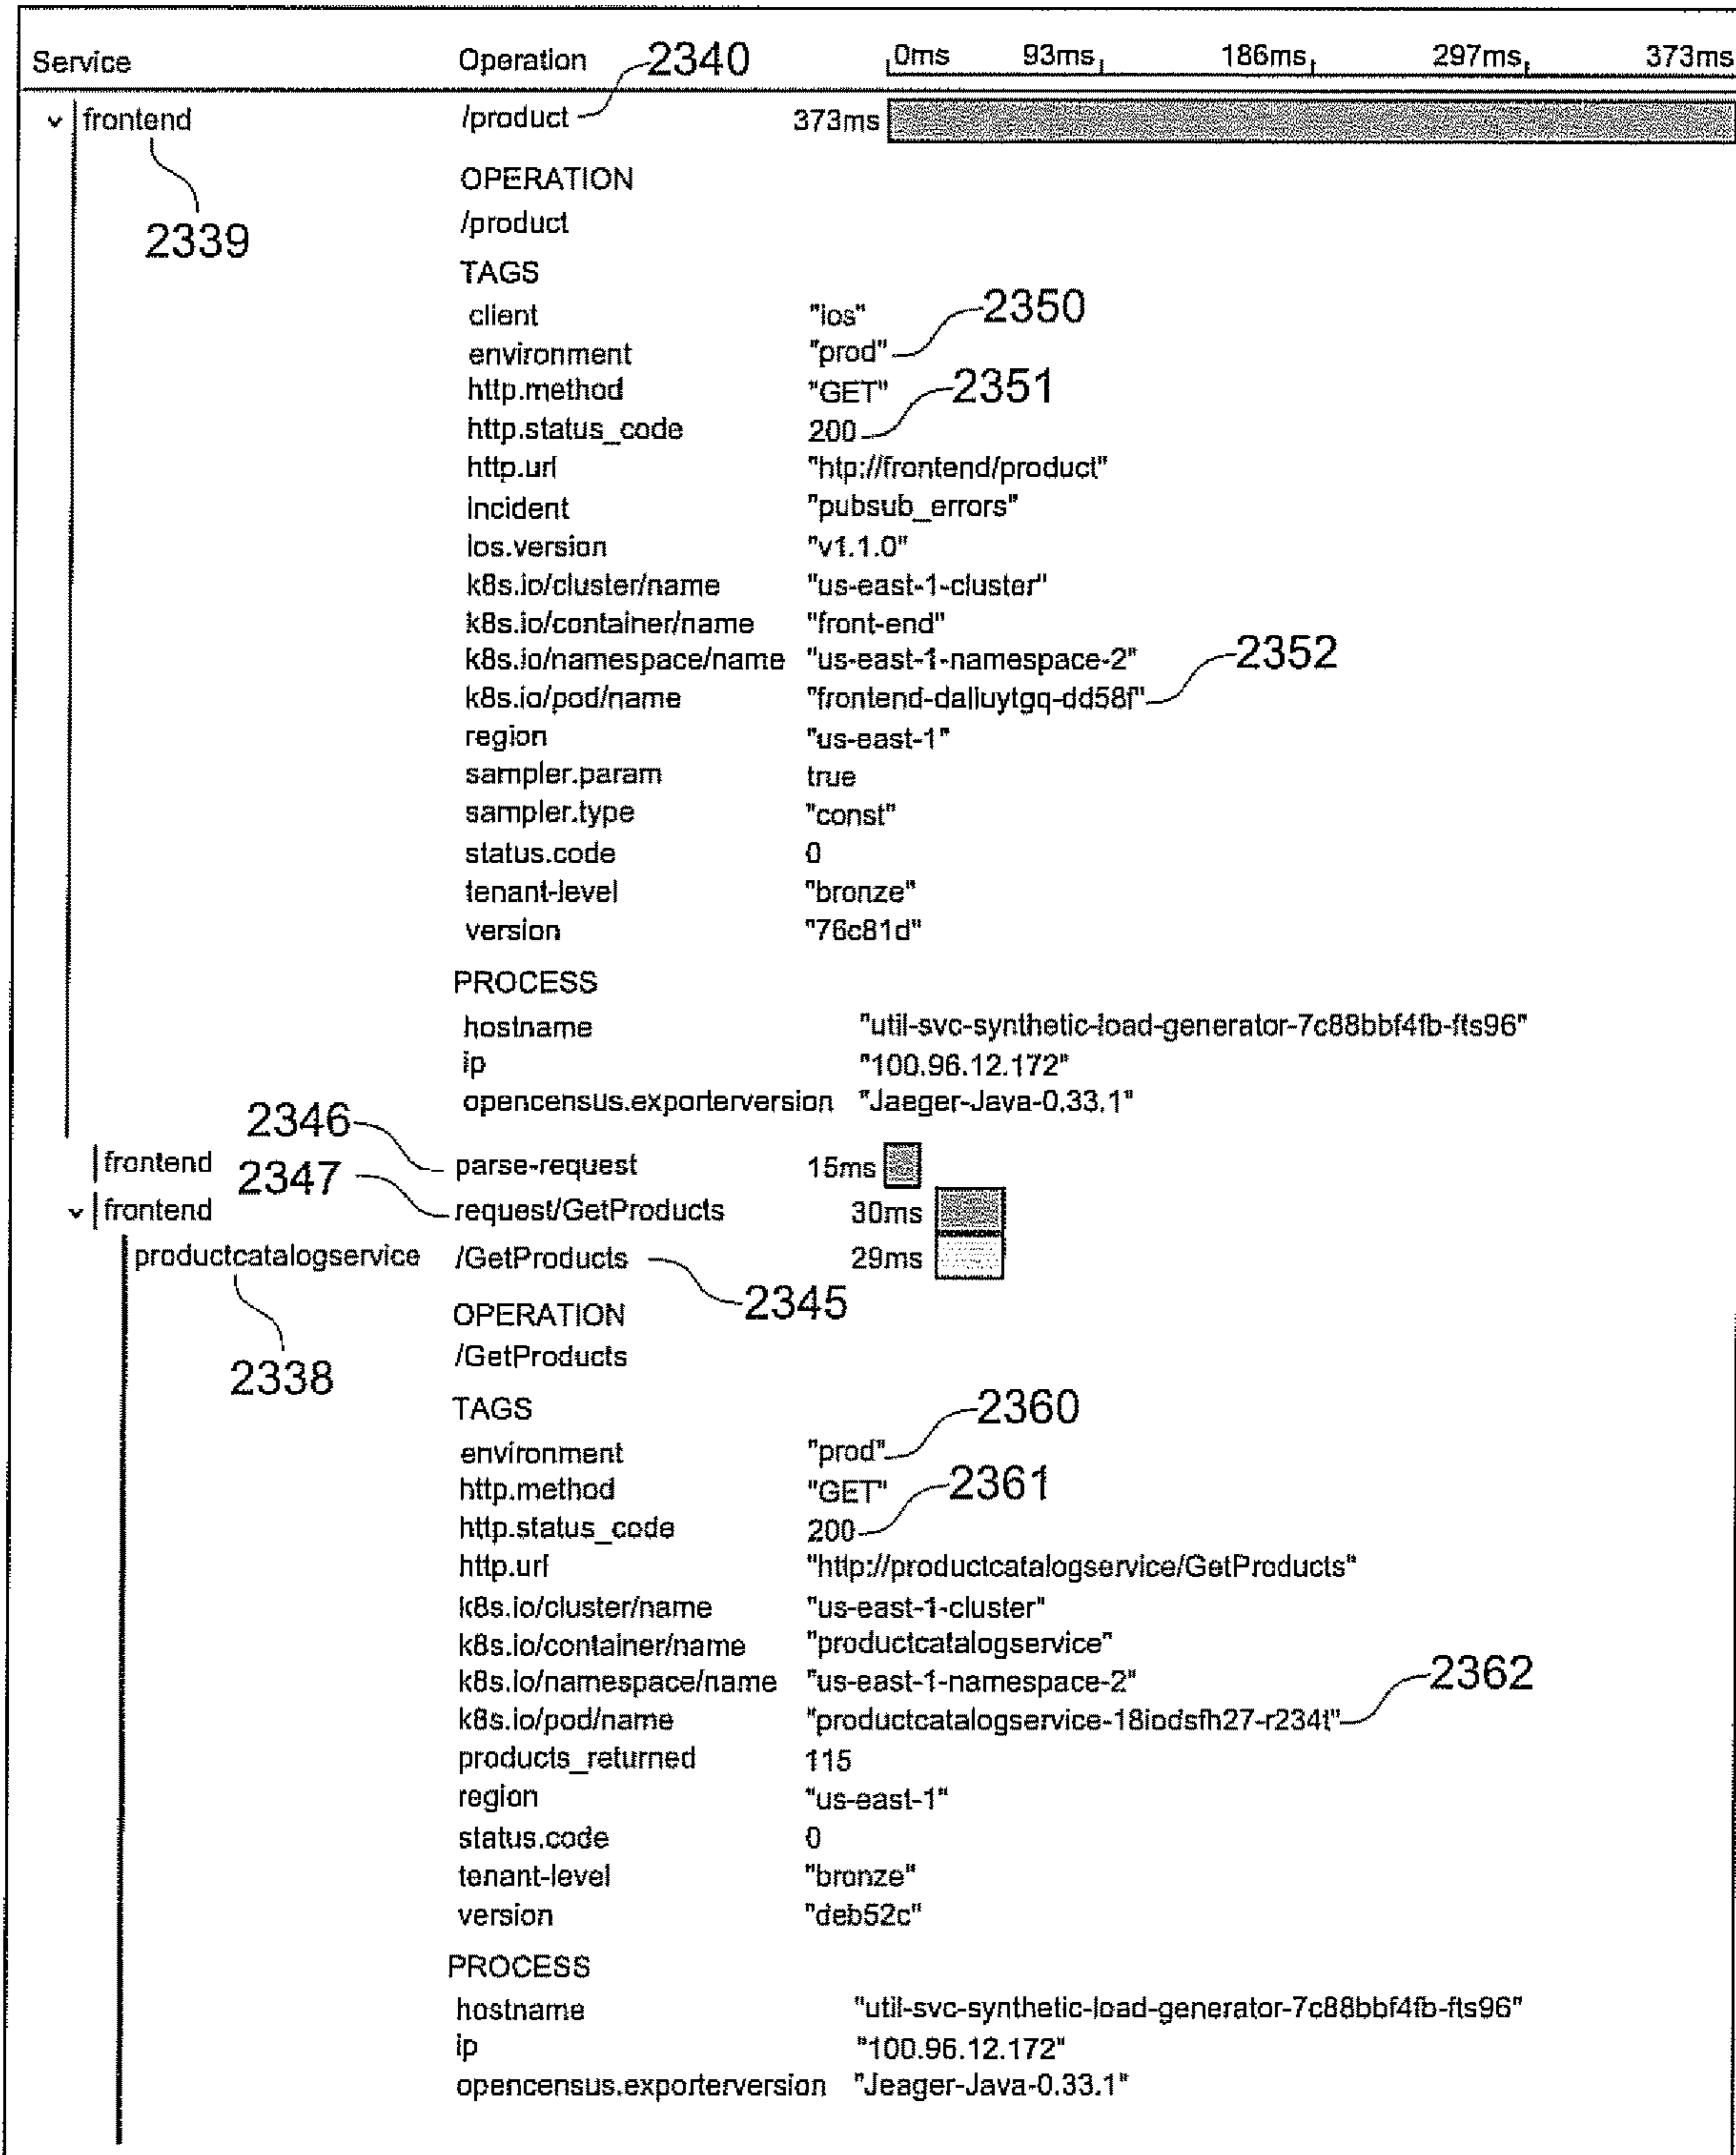 Service Operation 2340 0ms 93ms 186ms 297ms 373ms
frontend /product 373ms
OPERATION
2339 /product
TAGS
client "ios" 2350
environment "prod"
http.method "GET" 2351
http.status_code 200
http.url "htp://frontend/product"
incident "pubsub_errors"
ios.version "v1.1.0"
k8s.io/cluster/name "us-east-1-cluster"
k8s.io/container/name "front-end"
k8s.io/namespace/name "us-east-1-namespace-2" 2352
k8s.io/pod/name "frontend-dalluytgq-dd58f"
region "us-east-1"
sampler.param true
sampler.type "const"
status.code 0
tenant-level "bronze"
version "76c81d"
PROCESS
hostname "util-svc-synthetic-load-generator-7c88bbf4fb-fts96"
ip "100.96.12.172"
opencensus.exporterversion "Jaeger-Java-0.33.1"
2346
frontend parse-request 15ms
2347
frontend request/GetProducts 30ms
productcatalogservice /GetProducts 29ms
2345
OPERATION
2338 /GetProducts
TAGS 2360
environment "prod"
http.method "GET" 2361
http.status_code 200
http.url "http://productcatalogservice/GetProducts"
k8s.io/cluster/name "us-east-1-cluster"
k8s.io/container/name "productcatalogservice"
k8s.io/namespace/name "us-east-1-namespace-2" 2362
k8s.io/pod/name "productcatalogservice-18iodsfh27-r234t"
products_returned 115
region "us-east-1"
status.code 0
tenant-level "bronze"
version "deb52c"
PROCESS
hostname "util-svc-synthetic-load-generator-7c88bbf4fb-fts96"
ip "100.96.12.172"
opencensus.exporterversion "Jeager-Java-0.33.1"